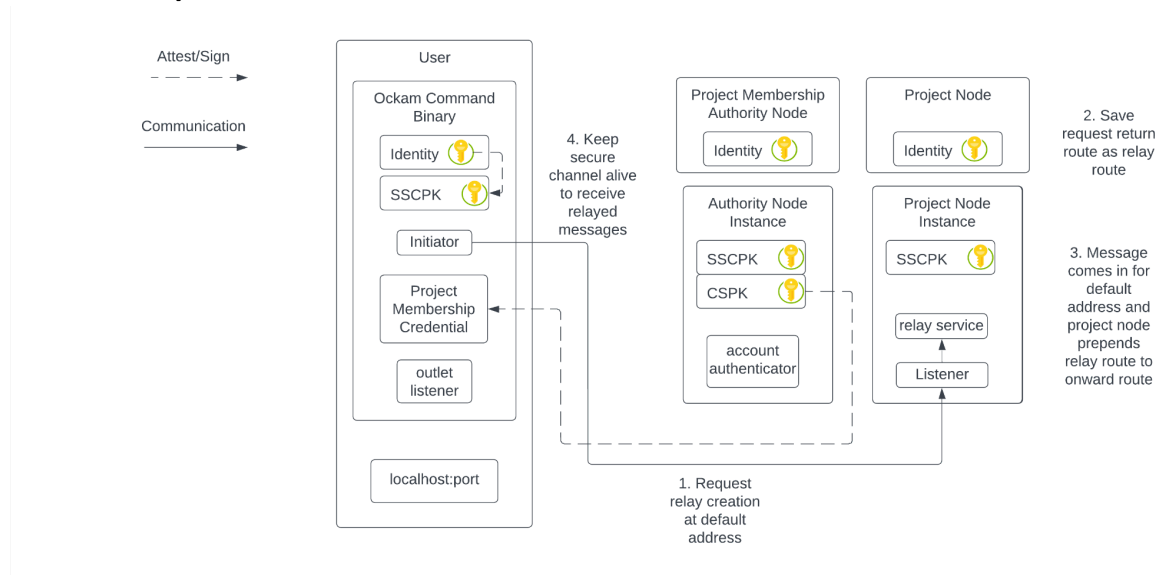 Attest/Sign
Communication
User
Ockam Command
Binary
Identity
SSCPK
Initiator
Project
Membership
Credential
outlet
listener
localhost:port
4. Keep
secure
channel alive
to receive
relayed
messages
Project Membership
Authority Node
Identity
Authority Node
Instance
SSCPK
CSPK
account
authenticator
Project Node
Identity
Project Node
Instance
SSCPK
relay service
Listener
2. Save
request return
route as relay
route
3. Message
comes in for
default
address and
project node
prepends
relay route to
onward route
1. Request
relay creation
at default
address